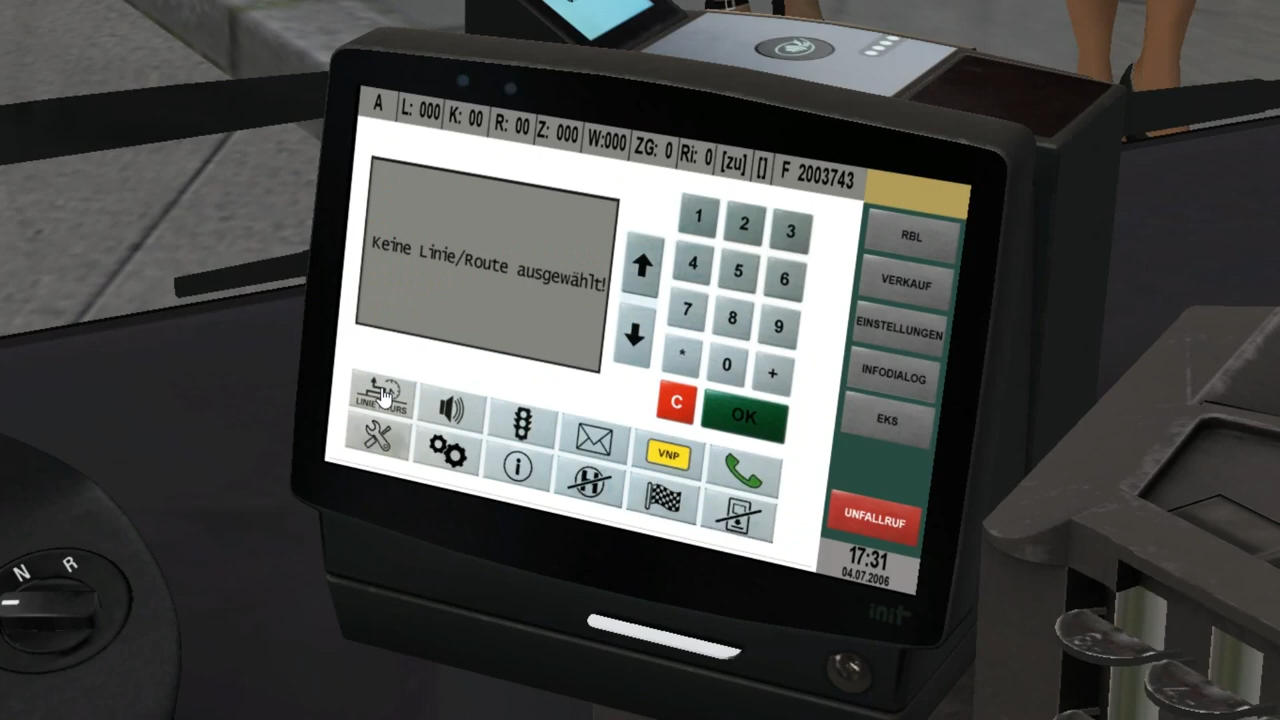 A L: 000 K: 00 R: 00 Z: 000 W:000 ZG: 0 Ri: 0 [zu] [] F 2003743
Keine Linie/Route ausgewählt!
1 2 3
4 5 6
7 8 9
* 0 +
C OK
VNP
RBL
VERKAUF
EINSTELLUNGEN
INFODIALOG
EKS
UNFALLRUF
17:31
04.07.2006
init
N R